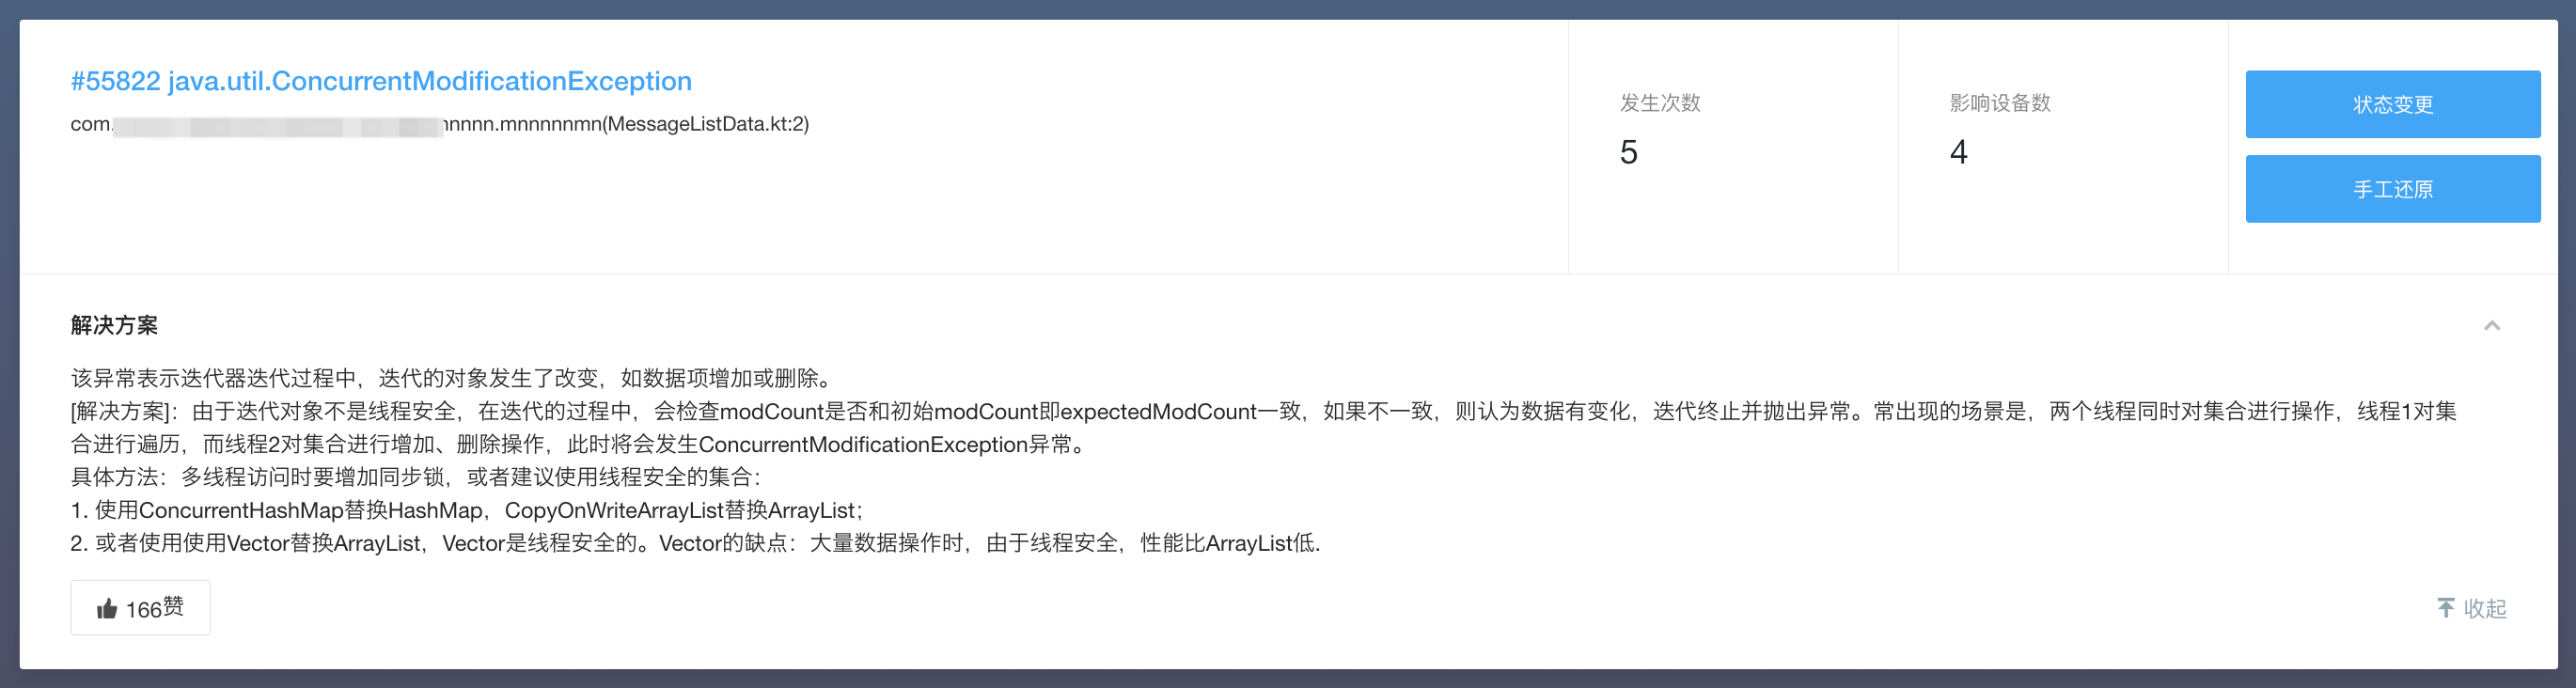 #55822 java.util.ConcurrentModificationException
com.
nnnn.mnnnnnmn(MessageListData.kt:2)
发生次数
5
影响设备数
4
状态变更
手工还原
解决方案
该异常表示迭代器迭代过程中，迭代的对象发生了改变，如数据项增加或删除。
[解决方案]：由于迭代对象不是线程安全，在迭代的过程中，会检查modCount是否和初始modCount即expectedModCount一致，如果不一致，则认为数据有变化，迭代终止并抛出异常。常出现的场景是，两个线程同时对集合进行操作，线程1对集
合进行遍历，而线程2对集合进行增加、删除操作，此时将会发生ConcurrentModificationException异常。
具体方法：多线程访问时要增加同步锁，或者建议使用线程安全的集合：
1. 使用ConcurrentHashMap替换HashMap，CopyOnWriteArrayList替换ArrayList；
2. 或者使用使用Vector替换ArrayList，Vector是线程安全的。Vector的缺点：大量数据操作时，由于线程安全，性能比ArrayList低.
166赞
收起